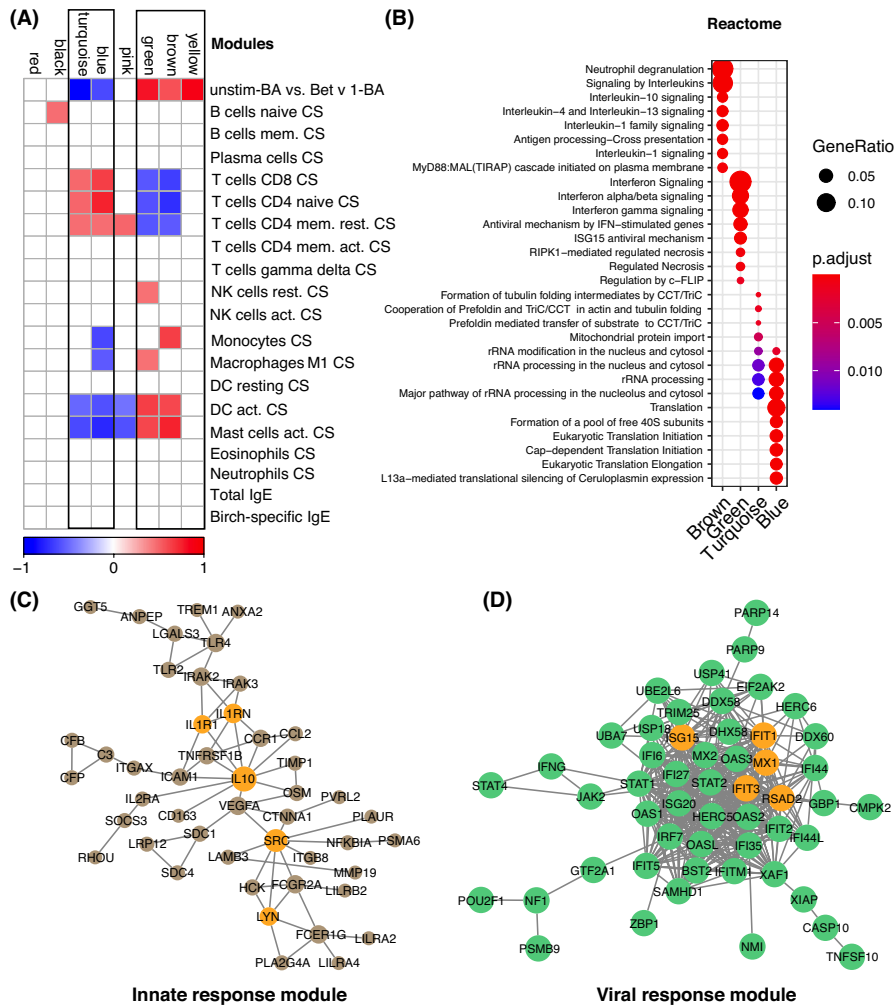 (A)
red
black
turquoise
blue
pink
green
brown
yellow
Modules
unstim-BA vs. Bet v 1-BA
B cells naive CS
B cells mem. CS
Plasma cells CS
T cells CD8 CS
T cells CD4 naive CS
T cells CD4 mem. rest. CS
T cells CD4 mem. act. CS
T cells gamma delta CS
NK cells rest. CS
NK cells act. CS
Monocytes CS
Macrophages M1 CS
DC resting CS
DC act. CS
Mast cells act. CS
Eosinophils CS
Neutrophils CS
Total IgE
Birch-specific IgE
−1
0
1
(B)
Reactome
Neutrophil degranulation
Signaling by Interleukins
Interleukin−10 signaling
Interleukin−4 and Interleukin−13 signaling
Interleukin−1 family signaling
Antigen processing−Cross presentation
Interleukin−1 signaling
MyD88:MAL(TIRAP) cascade initiated on plasma membrane
Interferon Signaling
Interferon alpha/beta signaling
Interferon gamma signaling
Antiviral mechanism by IFN−stimulated genes
ISG15 antiviral mechanism
RIPK1−mediated regulated necrosis
Regulated Necrosis
Regulation by c−FLIP
Formation of tubulin folding intermediates by CCT/TriC
Cooperation of Prefoldin and TriC/CCT in actin and tubulin folding
Prefoldin mediated transfer of substrate to CCT/TriC
Mitochondrial protein import
rRNA modification in the nucleus and cytosol
rRNA processing in the nucleus and cytosol
rRNA processing
Major pathway of rRNA processing in the nucleolus and cytosol
Translation
Formation of a pool of free 40S subunits
Eukaryotic Translation Initiation
Cap−dependent Translation Initiation
Eukaryotic Translation Elongation
L13a−mediated translational silencing of Ceruloplasmin expression
Brown
Green
Turquoise
Blue
GeneRatio
0.05
0.10
p.adjust
0.005
0.010
(C)
GGT5
ANPEP
TREM1
ANXA2
LGALS3
TLR4
TLR2
IRAK2
IRAK3
IL1RN
IL1R1
CCR1
CCL2
CFB
C3
CFP
ITGAX
TNFRSF1B
ICAM1
TIMP1
IL10
OSM
IL2RA
VEGFA
PVRL2
SOCS3
CD163
CTNNA1
PLAUR
LRP12
SDC1
SRC
NFKBIA
PSMA6
RHOU
LAMB3
ITGB8
SDC4
MMP19
HCK
FCGR2A
LILRB2
LYN
FCER1G
LILRA2
PLA2G4A
LILRA4
Innate response module
(D)
PARP14
PARP9
USP41
UBE2L6
DDX58
EIF2AK2
TRIM25
HERC6
UBA7
USP18
ISG15
DHX58
IFIT1
DDX60
IFI6
MX2
OAS3
MX1
IFI44
IFNG
STAT4
STAT1
IFI27
STAT2
IFIT3
RSAD2
JAK2
GBP1
CMPK2
OAS1
ISG20
HERC5
OAS2
IFIT2
IRF7
OASL
IFI35
IFI44L
GTF2A1
IFIT5
BST2
IFITM1
XAF1
SAMHD1
POU2F1
NF1
XIAP
ZBP1
CASP10
PSMB9
NMI
TNFSF10
Viral response module